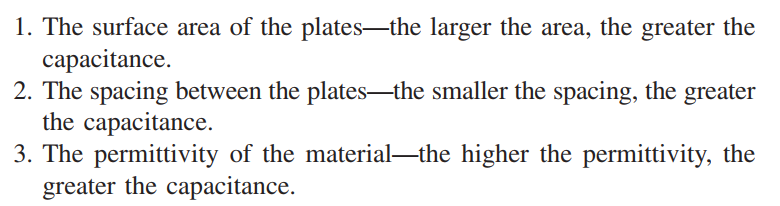 1. The surface area of the plates—the larger the area, the greater the
capacitance.
2. The spacing between the plates—the smaller the spacing, the greater
the capacitance.
3. The permittivity of the material—the higher the permittivity, the
greater the capacitance.